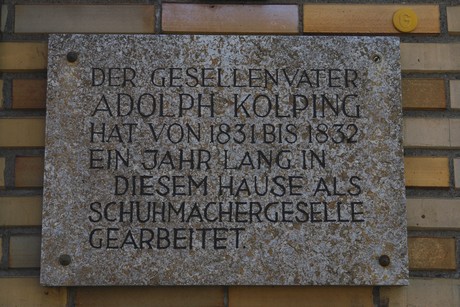 DER GESELLENVATER
ADOLPH KOLPING
HAT VON 1831 BIS 1832
EIN JAHR LANG IN
DIESEM HAUSE ALS
SCHUHMACHERGESELLE
GEARBEITET.